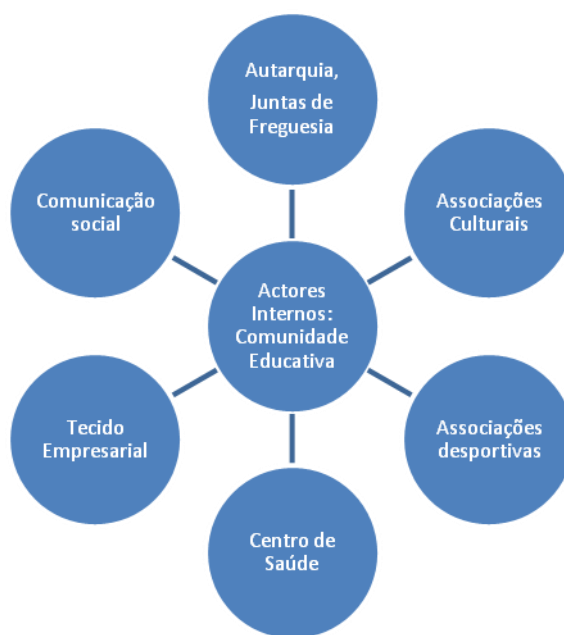 Autarquia,
Juntas de
Freguesia
Comunicação
social
Associações
Culturais
Actores
Internos:
Comunidade
Educativa
Tecido
Empresarial
Associações
desportivas
Centro de
Saúde